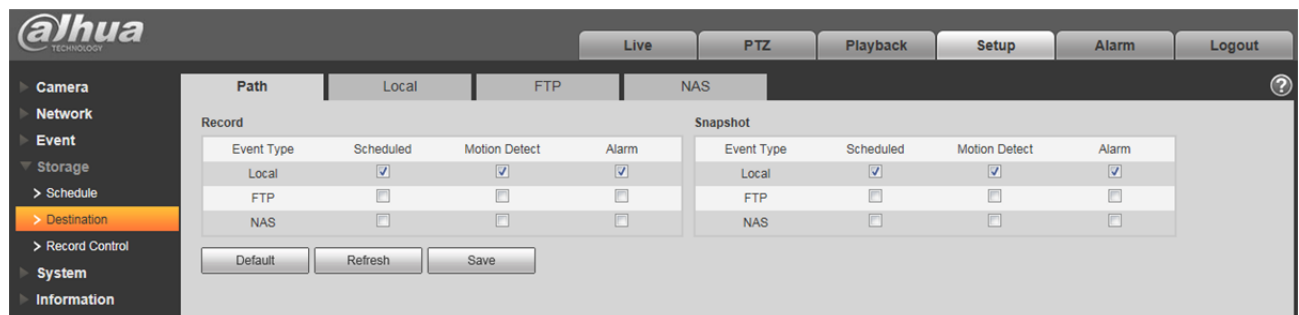 alhua
TECHNOLOGY
Live PTZ Playback Setup Alarm Logout
Camera
Network
Event
Storage
> Schedule
> Destination
> Record Control
System
Information
Path Local FTP NAS
?
Record
Event Type Scheduled Motion Detect Alarm
Local
FTP
NAS
Snapshot
Event Type Scheduled Motion Detect Alarm
Local
FTP
NAS
Default Refresh Save